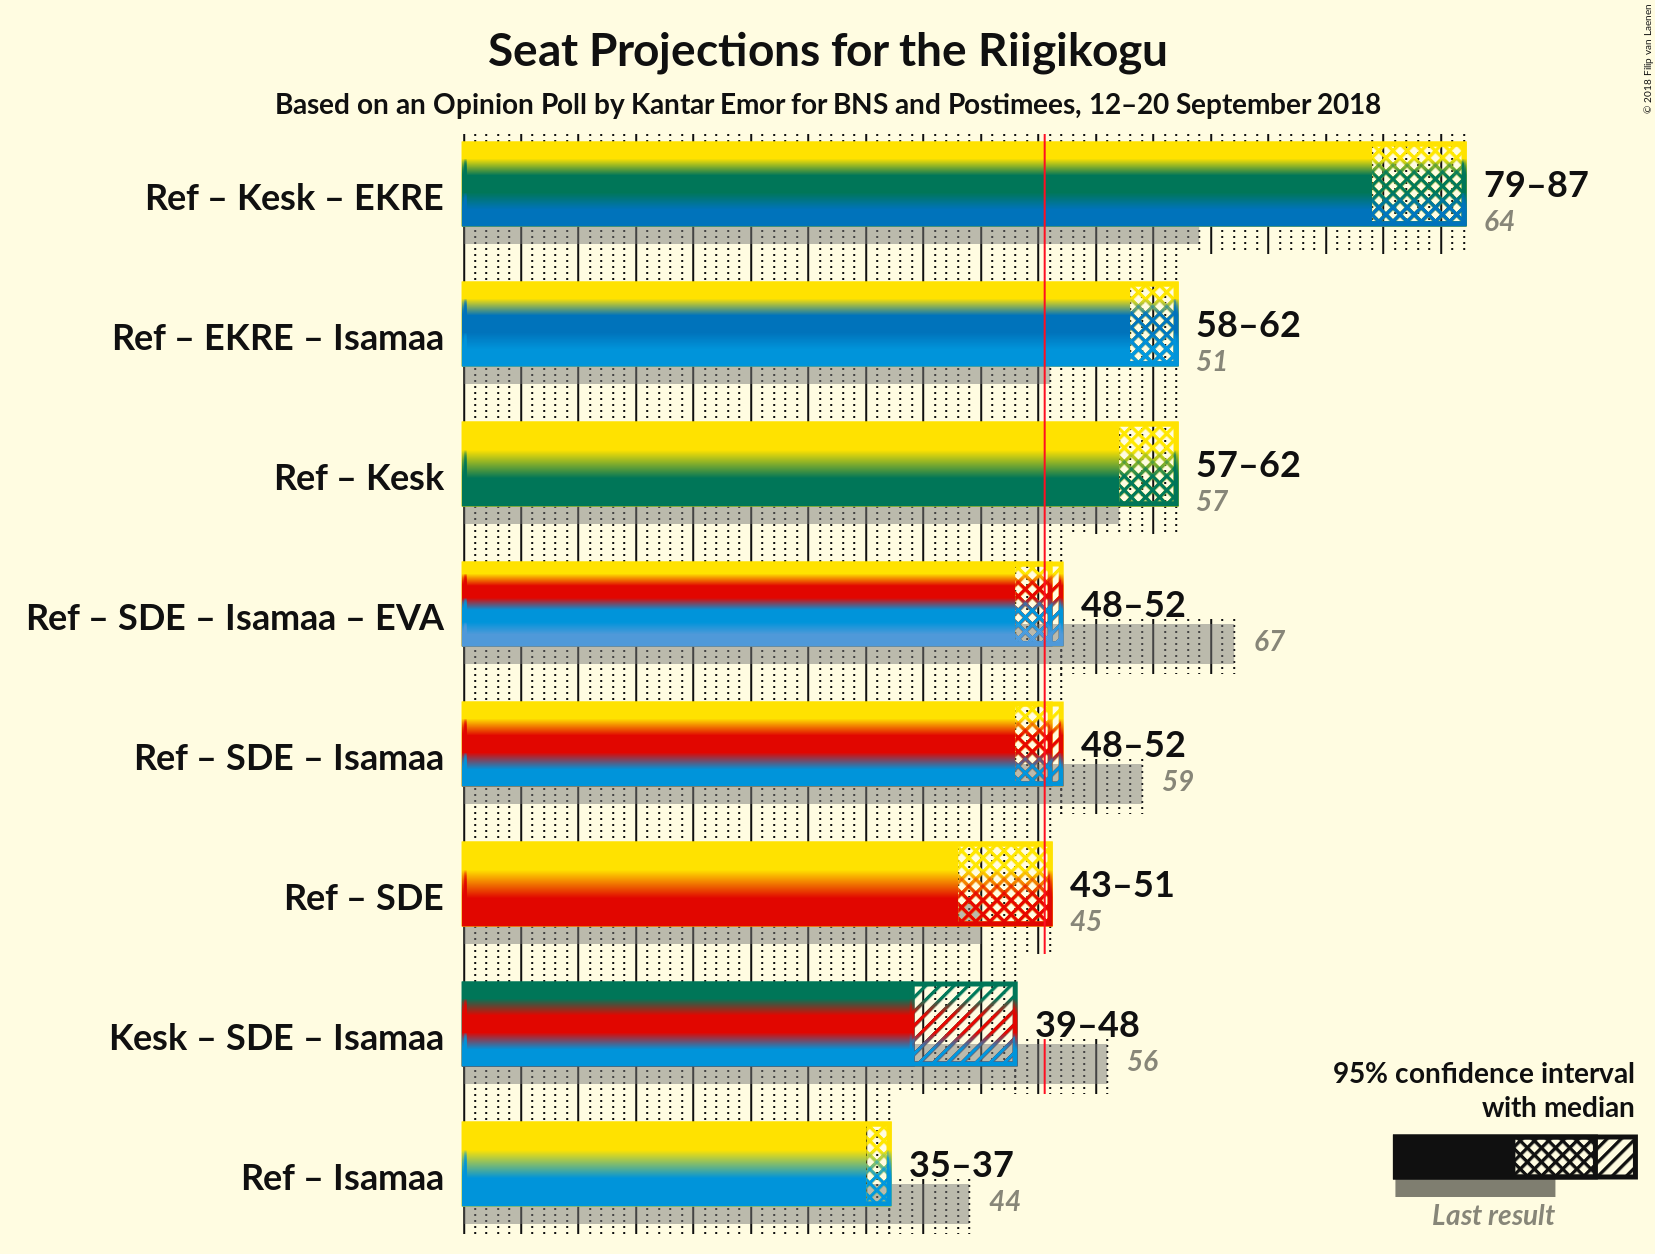 Seat Projections for the Riigikogu
Based on an Opinion Poll by Kantar Emor for BNS and Postimees, 12–20 September 2018
© 2018 Filip van Laenen
Ref – Kesk – EKRE
79–87
64
Ref – EKRE – Isamaa
58–62
51
Ref – Kesk
57–62
57
Ref – SDE – Isamaa – EVA
48–52
67
Ref – SDE – Isamaa
48–52
59
Ref – SDE
43–51
45
Kesk – SDE – Isamaa
39–48
56
Ref – Isamaa
35–37
44
95% confidence interval
with median
Last result